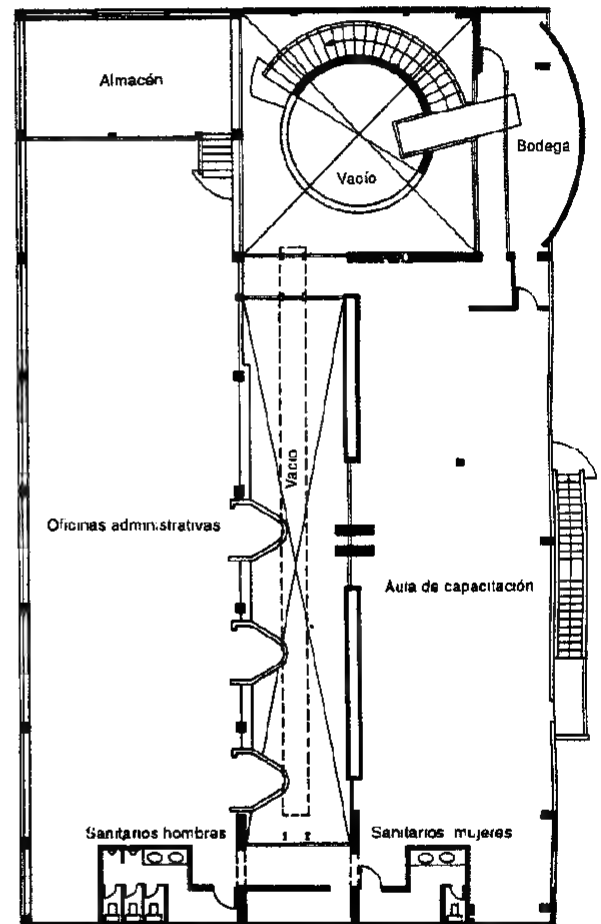 Almacén
Vacío
Bodega
Vacío
Oficinas administrativas
Aula de capacitación
Sanitarios hombres
Sanitarios mujeres